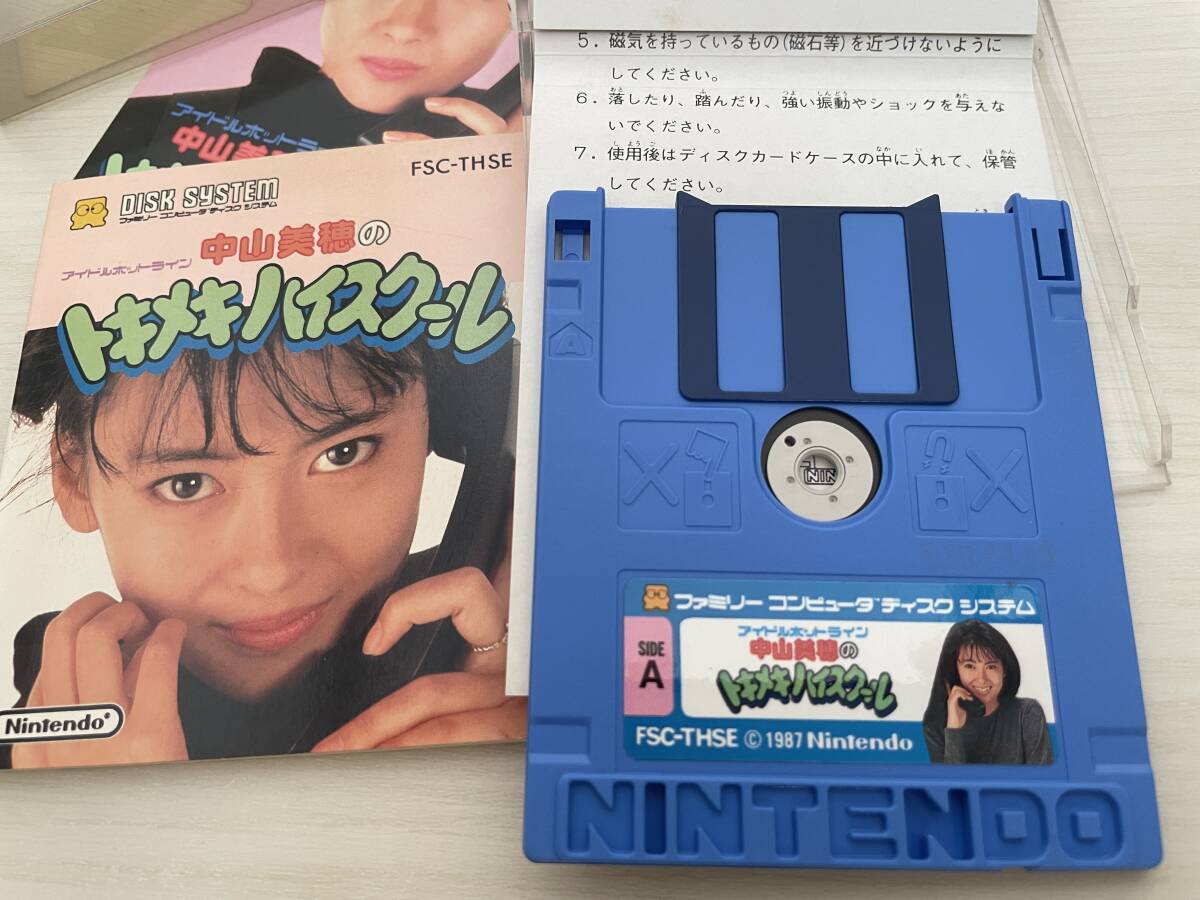 アイドルホットライン
中山美
FSC-THSE
DISK SYSTEM
ファミリー コンピュータ ディスク システム
アイドルホットライン 中山美穂の
トキメキハイスクール
Nintendo®
5．磁気を持っているもの(磁石等)を近づけないように
してください。
6．落したり、踏んだり、強い振動やショックを与えな
いでください。
7．使用後はディスクカードケースの中に入れて、保管
してください。
A
NIN
ファミリー コンピュータ™ ディスク システム
SIDE
A
アイドルホットライン
中山美穂の
トキメキハイスクール
FSC-THSE © 1987 Nintendo
NINTENDO